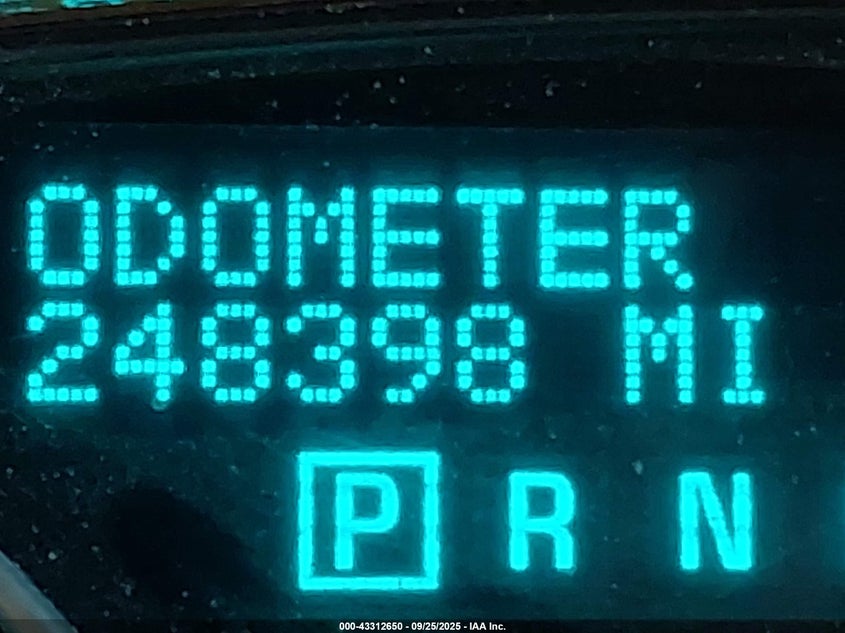 ODOMETER
248398 MI
P R N
000-43312650 - 09/25/2025 - IAA Inc.